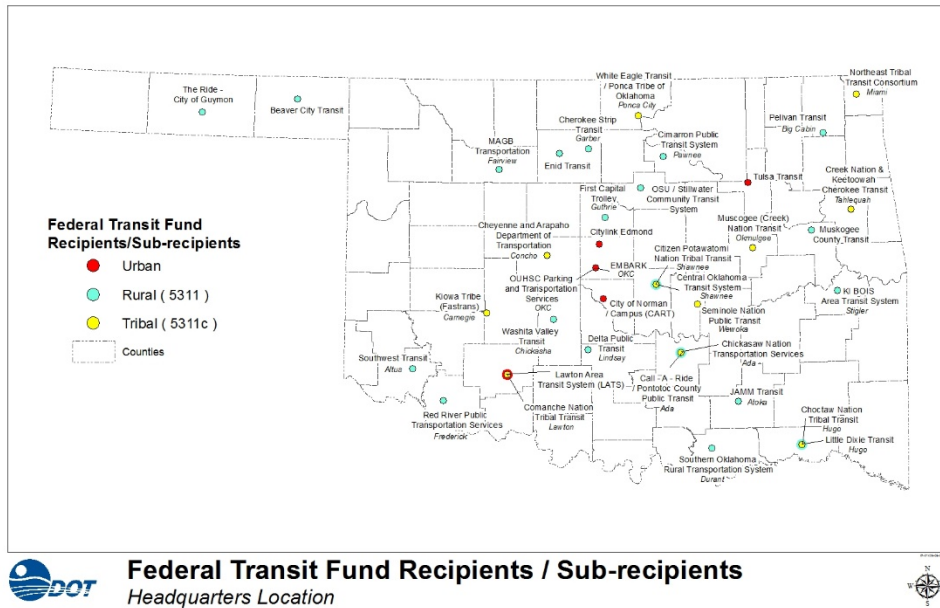 The Ride -
City of Guymon
Beaver City Transit
MAGB
Transportation
Fairview
Enid Transit
Cherokee Strip
Transit
Garber
White Eagle Transit
/ Ponca Tribe of
Oklahoma
Ponca City
Cimarron Public
Transit System
Pawnee
Northeast Tribal
Transit Consortium
Miami
Pelivan Transit
Big Cabin
Tulsa Transit
Creek Nation &
Keetoowah
Cherokee Transit
Tahlequah
First Capital
Trolley
Guthrie
OSU / Stillwater
Community Transit
System
Muscogee (Creek)
Nation Transit
Okmulgee
Muskogee
County Transit
Federal Transit Fund
Recipients/Sub-recipients
Urban
Rural ( 5311 )
Tribal ( 5311c )
Counties
Cheyenne and Arapaho
Department of
Transportation
Concho
Citylink Edmond
Citizen Potawatomi
Nation Tribal Transit
Shawnee
EMBARK
OKC
OUHSC Parking
and Transportation
Services
OKC
Central Oklahoma
Transit System
Shawnee
KI BOIS
Area Transit System
Stigler
Kiowa Tribe
(Fastrans)
Carnegie
City of Norman
/ Campus (CART)
Seminole Nation
Public Transit
Wewoka
Washita Valley
Transit
Chickasha
Delta Public
Transit
Lindsay
Chickasaw Nation
Transportation Services
Ada
Southwest Transit
Altus
Lawton Area
Transit System (LATS)
Call - A - Ride /
Pontotoc County
Public Transit
Ada
JAMM Transit
Atoka
Red River Public
Transportation Services
Frederick
Comanche Nation
Tribal Transit
Lawton
Choctaw Nation
Tribal Transit
Hugo
Little Dixie Transit
Hugo
Southern Oklahoma
Rural Transportation System
Durant
ODOT
Federal Transit Fund Recipients / Sub-recipients
Headquarters Location
N
W E
S